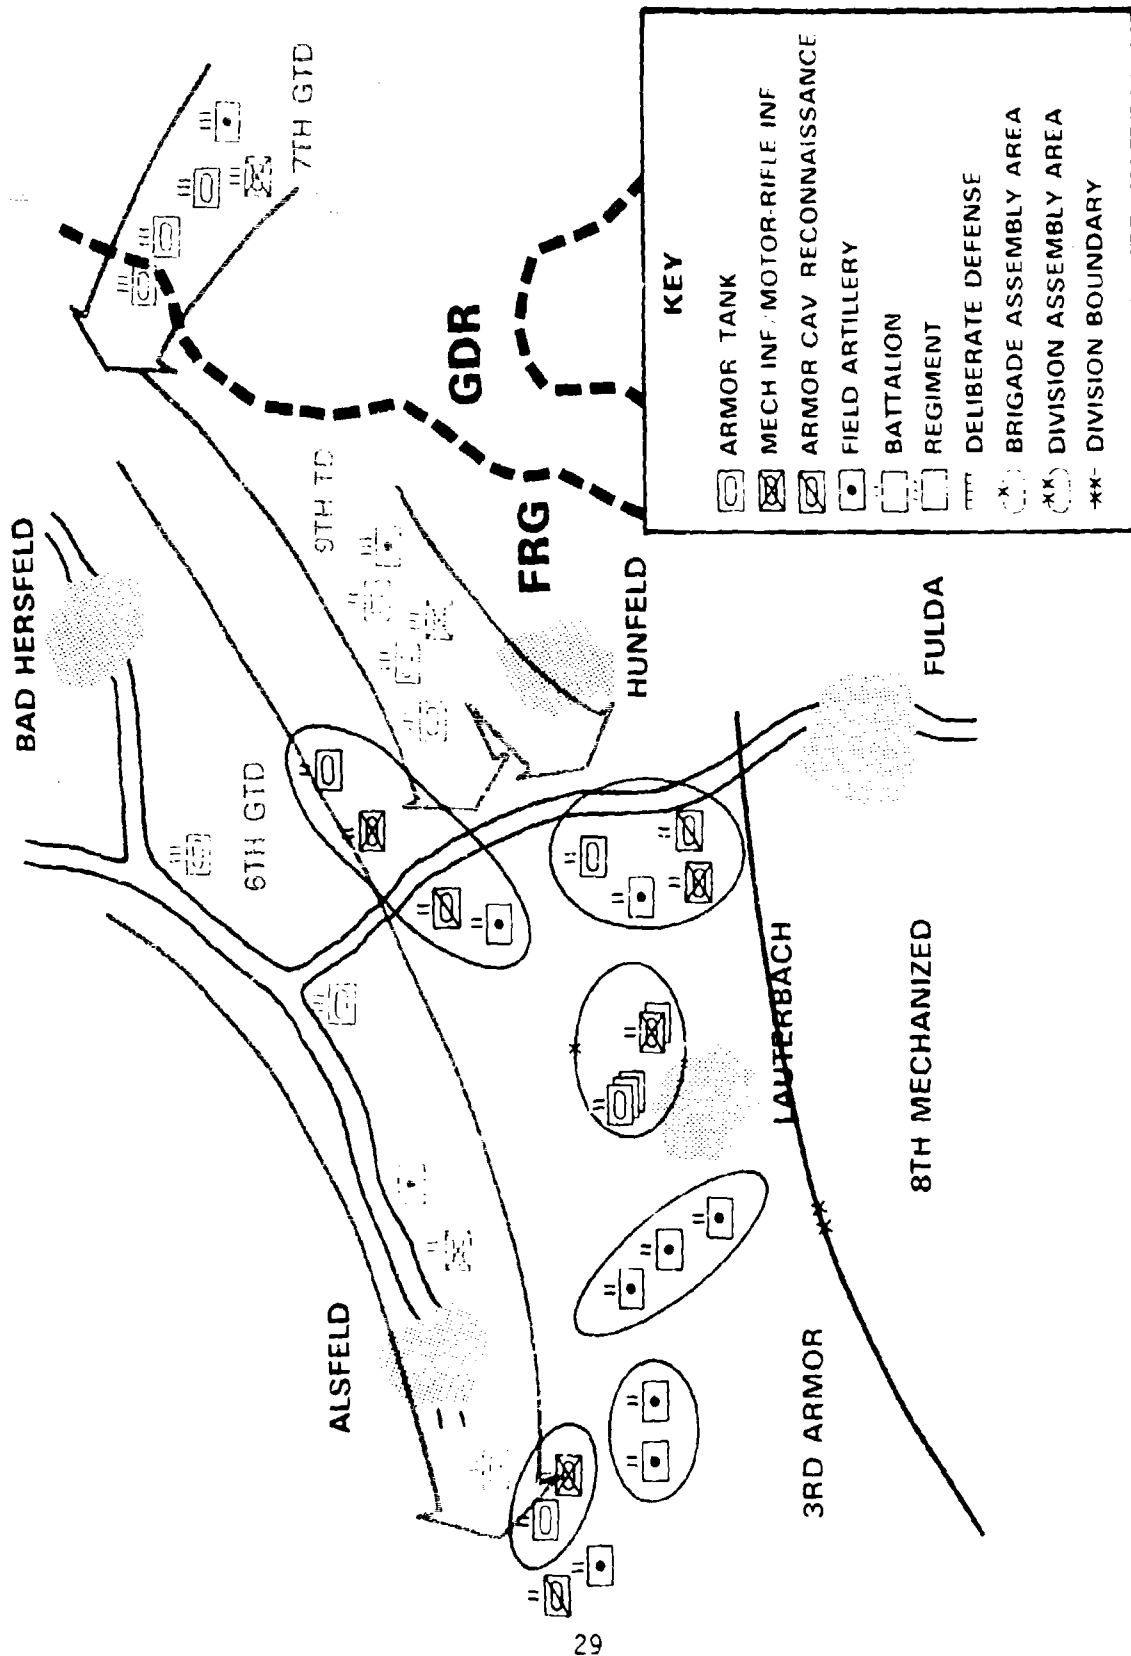 BAD HERSFELD
7TH GTD
9TH TD
6TH GTD
GDR
FRG
HUNFELD
FULDA
ALSFELD
LAUTERBACH
8TH MECHANIZED
3RD ARMOR
KEY
ARMOR TANK
MECH INF/MOTOR-RIFLE INF
ARMOR CAV RECONNAISSANCE
FIELD ARTILLERY
BATTALION
REGIMENT
DELIBERATE DEFENSE
BRIGADE ASSEMBLY AREA
DIVISION ASSEMBLY AREA
DIVISION BOUNDARY
29